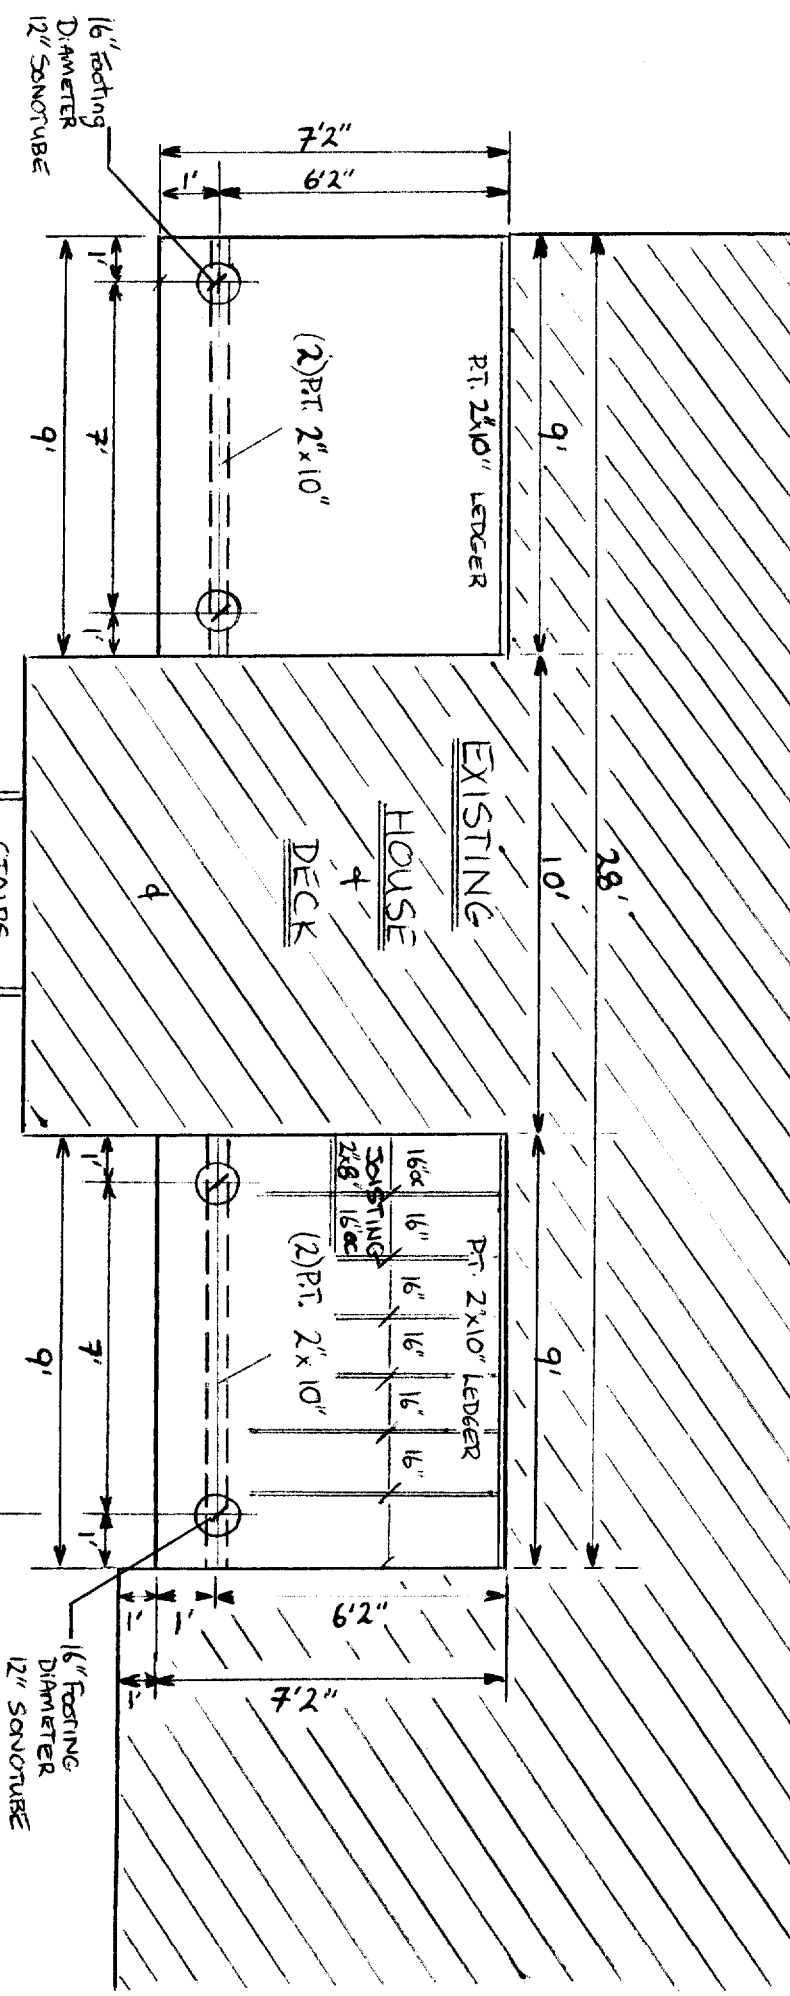 28'
9'
10'
9'
P.T. 2"x10" LEDGER
P.T. 2"x10" LEDGER
7'2"
6'2"
1'
16"oc
16"
16"
16"
16"
16"
JOISTING
2"x8" 16"oc
(2) P.T. 2"x10"
(2) P.T. 2"x10"
EXISTING
HOUSE
+
DECK
6'2"
7'2"
1'
1'
1'
1'
7'
1'
1'
7'
1'
9'
9'
16" Footing
DIAMETER
12" SONOTUBE
16" FOOTING
DIAMETER
12" SONOTUBE
STAIRS